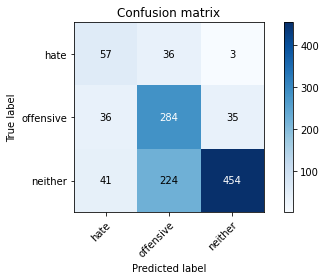 Confusion matrix
hate 57 36 3
offensive 36 284 35
neither 41 224 454
hate offensive neither
True label
Predicted label
400
300
200
100